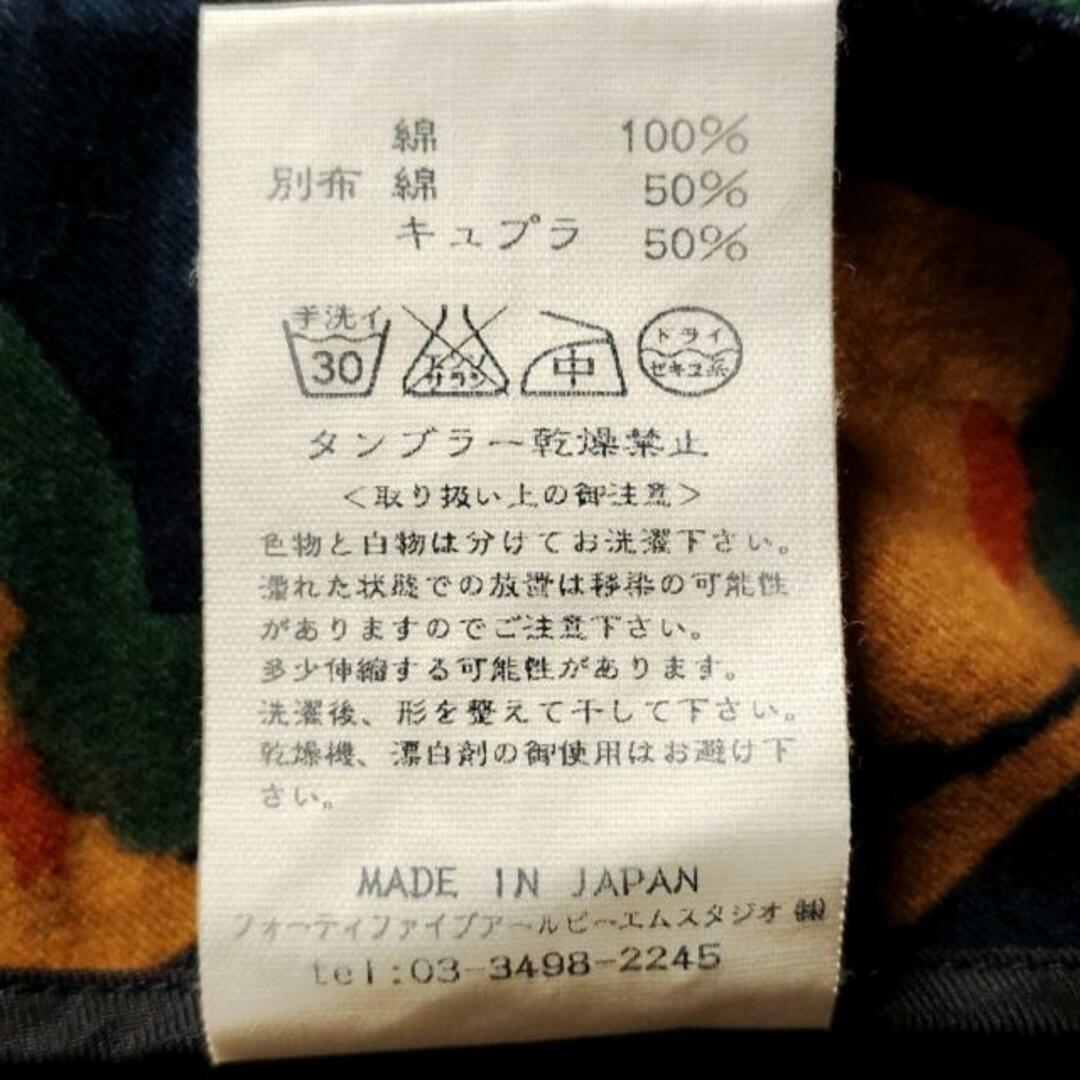 綿 100%
別布 綿 50%
キュプラ 50%
手洗イ
30
エンソ
サラシ
中
ドライ
セキユ系
タンブラー乾燥禁止
＜取り扱い上の御注意＞
色物と白物は分けてお洗濯下さい。
濡れた状態での放置は移染の可能性
がありますのでご注意下さい。
多少伸縮する可能性があります。
洗濯後、形を整えて干して下さい。
乾燥機、漂白剤の御使用はお避け下
さい。
MADE IN JAPAN
フォーティファイブアールピーエムスタジオ㈱
tel:03-3498-2245